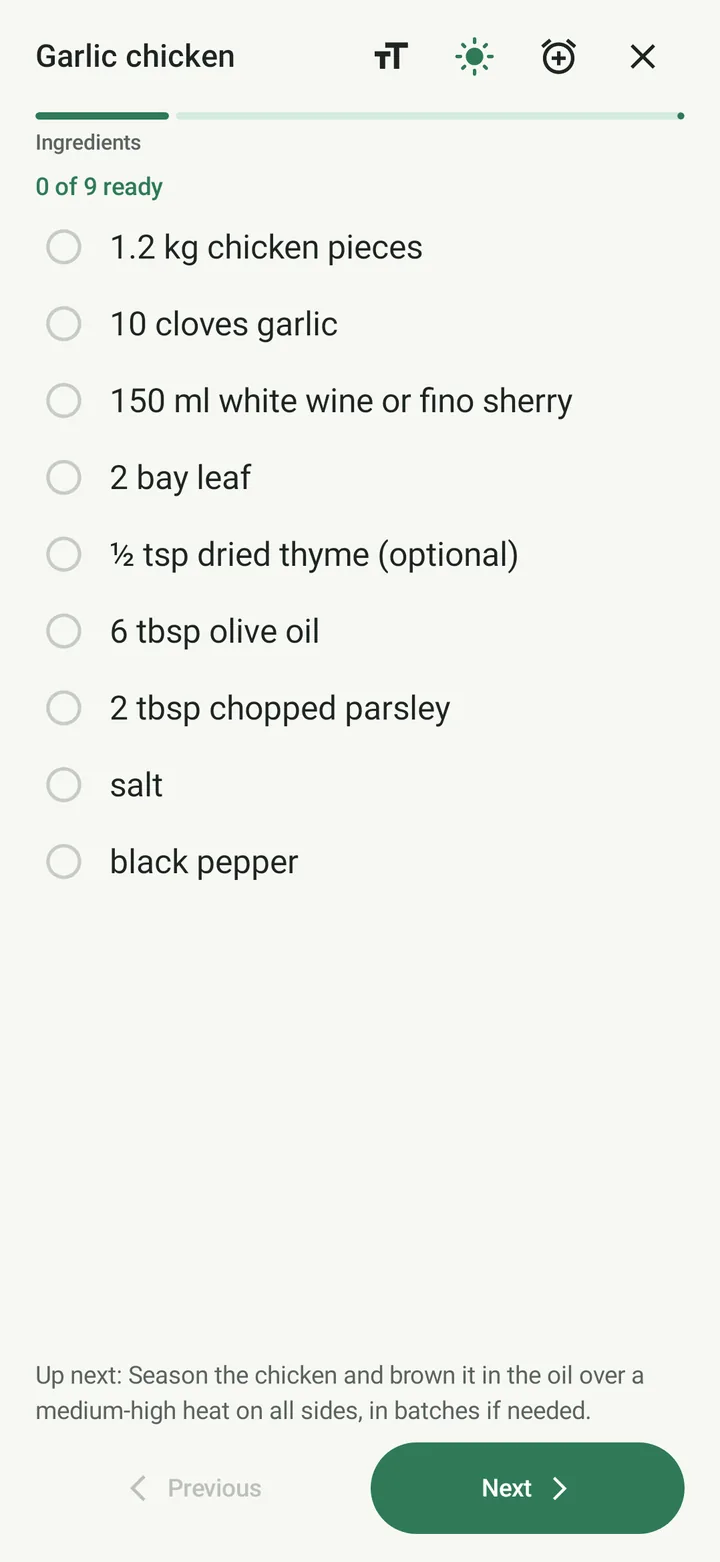 Garlic chicken
Ingredients
0 of 9 ready
1.2 kg chicken pieces
10 cloves garlic
150 ml white wine or fino sherry
2 bay leaf
½ tsp dried thyme (optional)
6 tbsp olive oil
2 tbsp chopped parsley
salt
black pepper
Up next: Season the chicken and brown it in the oil over a
medium-high heat on all sides, in batches if needed.
Previous
Next